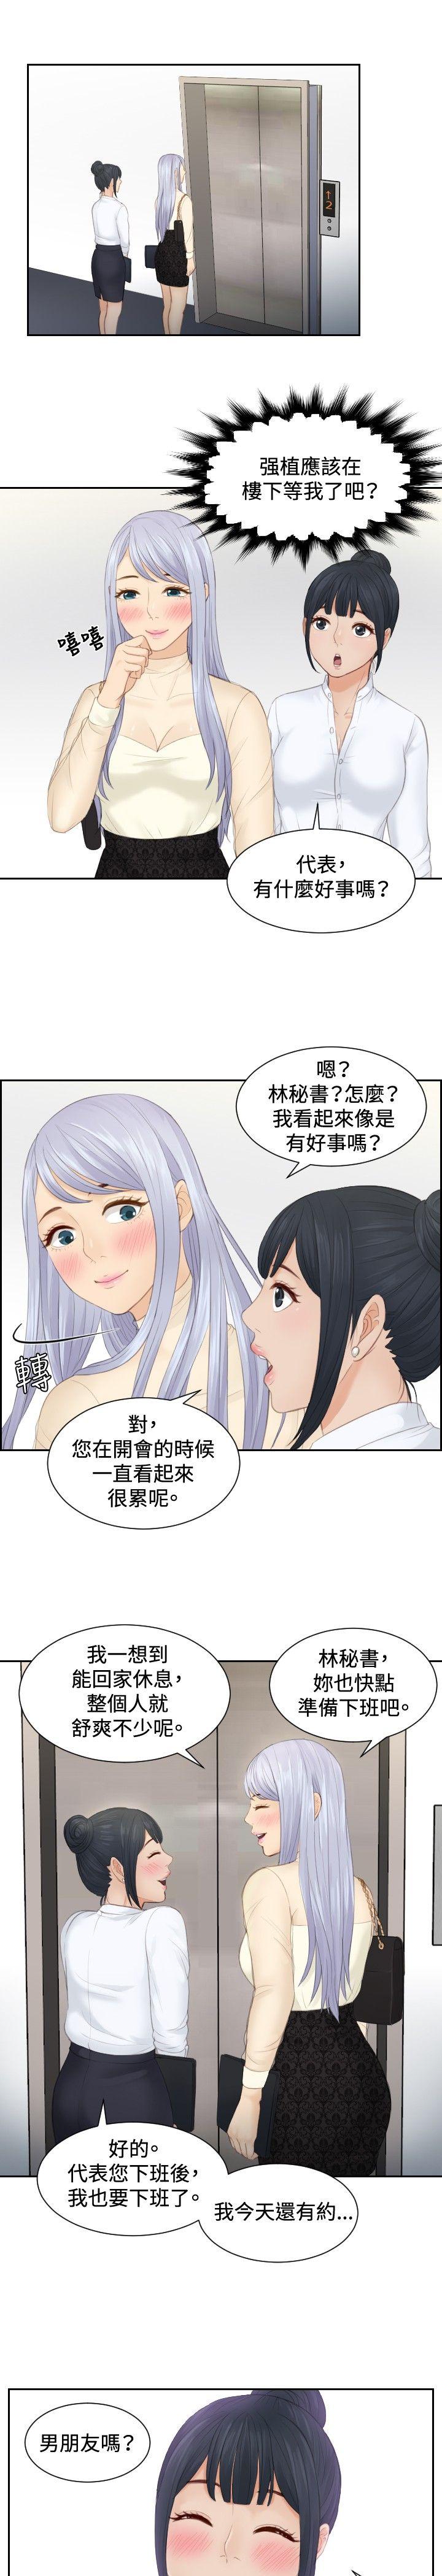 ↑
2
强植應該在
樓下等我了吧？
嘻嘻
代表，
有什麼好事嗎？
嗯？
林秘書？怎麼？
我看起來像是
有好事嗎？
轉
對，
您在開會的時候
一直看起來
很累呢。
我一想到
能回家休息，
整個人就
舒爽不少呢。
林秘書，
妳也快點
準備下班吧。
好的。
代表您下班後，
我也要下班了。
我今天還有約…
男朋友嗎？